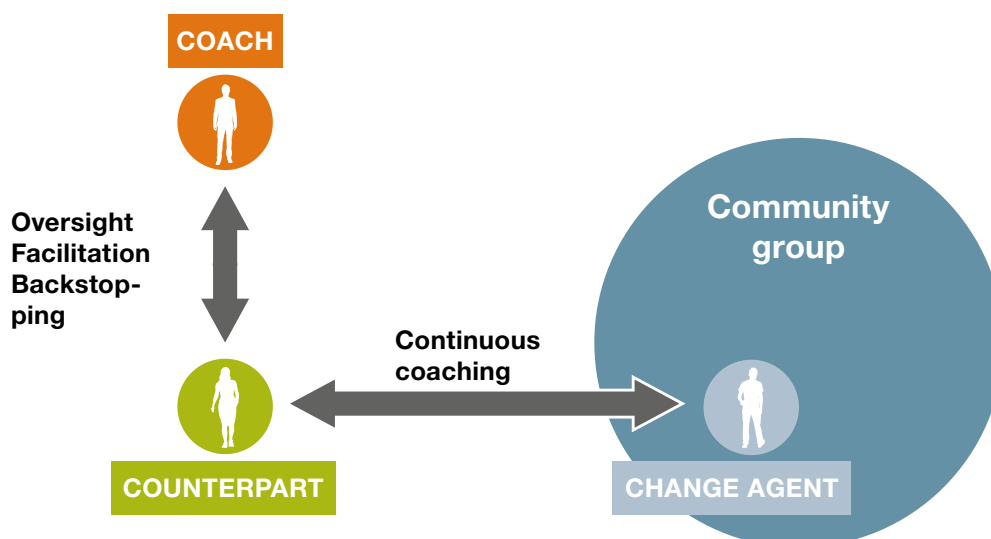 COACH
Oversight
Facilitation
Backstop-
ping
Community
group
Continuous
coaching
COUNTERPART
CHANGE AGENT